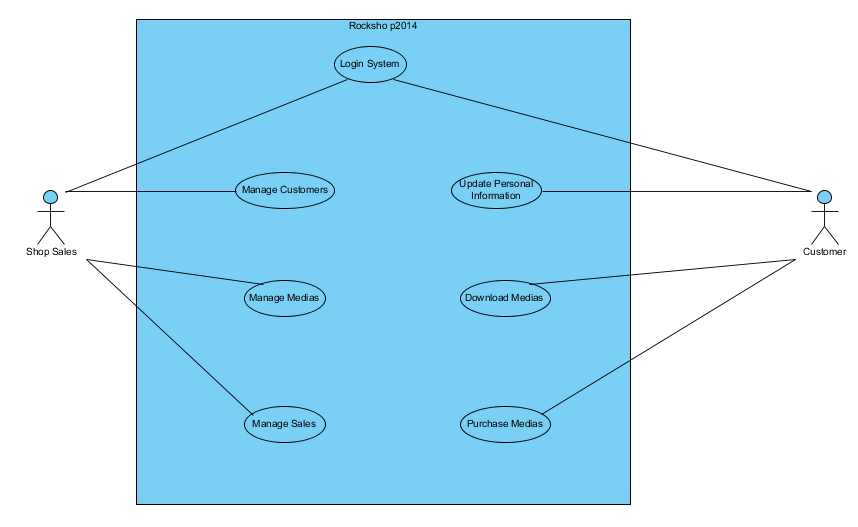 Rocksho p2014
Login System
Manage Customers
Update Personal
Information
Shop Sales
Customer
Manage Medias
Download Medias
Manage Sales
Purchase Medias